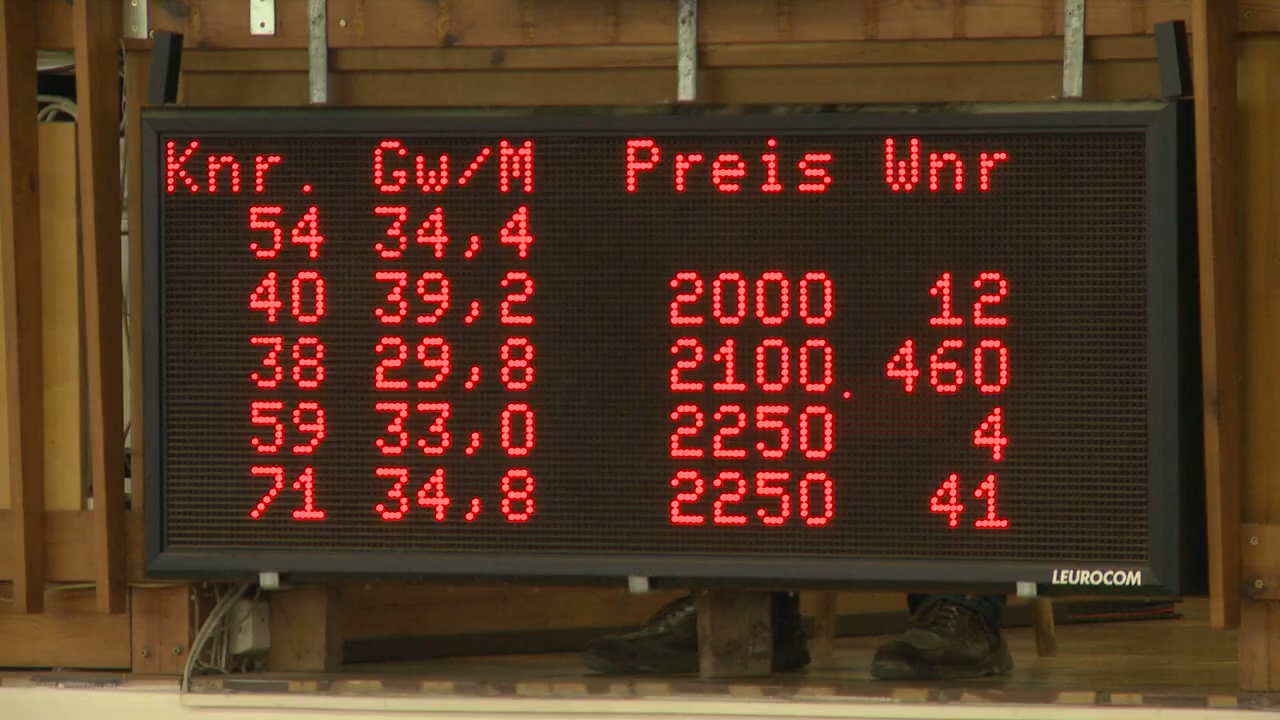 Knr. Gw/M Preis Wnr
54 34,4
40 39,2 2000 12
38 29,8 2100 460
59 33,0 2250 4
71 34,8 2250 41
LEUROCOM